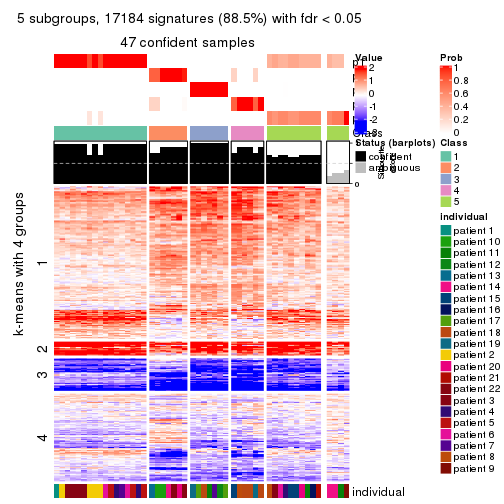 5 subgroups, 17184 signatures (88.5%) with fdr < 0.05
47 confident samples
k-means with 4 groups
1
2
3
4
Class
0
individual
Value
2
1
0
-1
-2
Status (barplots)
confident
ambiguous
Prob
1
0.8
0.6
0.4
0.2
0
Class
1
2
3
4
5
individual
patient 1
patient 10
patient 11
patient 12
patient 13
patient 14
patient 15
patient 16
patient 17
patient 18
patient 19
patient 2
patient 20
patient 21
patient 22
patient 3
patient 4
patient 5
patient 6
patient 7
patient 8
patient 9